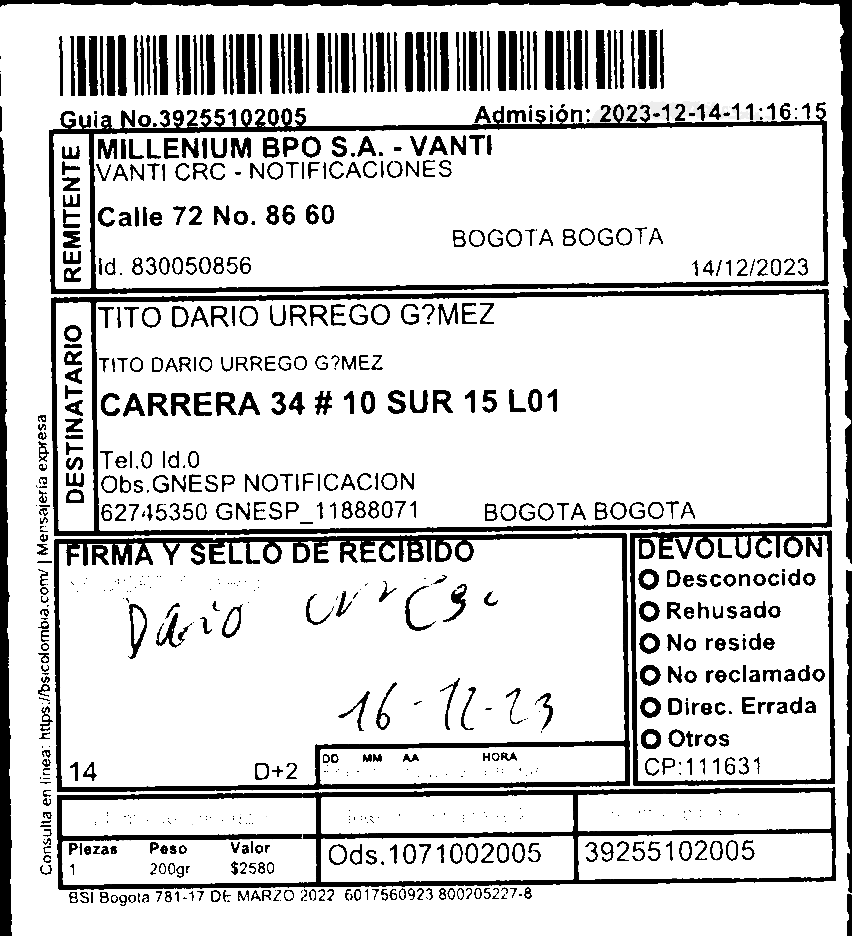 Guia No.39255102005 Admisión: 2023-12-14-11:16:15
REMITENTE
MILLENIUM BPO S.A. - VANTI
VANTI CRC - NOTIFICACIONES
Calle 72 No. 86 60
BOGOTA BOGOTA
Id. 830050856 14/12/2023
DESTINATARIO
TITO DARIO URREGO G?MEZ
TITO DARIO URREGO G?MEZ
CARRERA 34 # 10 SUR 15 L01
Tel.0 Id.0
Obs.GNESP NOTIFICACION
62745350 GNESP_11888071 BOGOTA BOGOTA
Consulta en linea: https://bsicolombia.com/ | Mensajeria expresa
FIRMA Y SELLO DE RECIBIDO
Dario Urrego
16-12-23
14 D+2
DD MM AA HORA
DEVOLUCION
Desconocido
Rehusado
No reside
No reclamado
Direc. Errada
Otros
CP:111631
Piezas Peso Valor
1 200gr $2580
Ods.1071002005
39255102005
BSI Bogota 781-17 DE MARZO 2022 6017560923 800205227-8